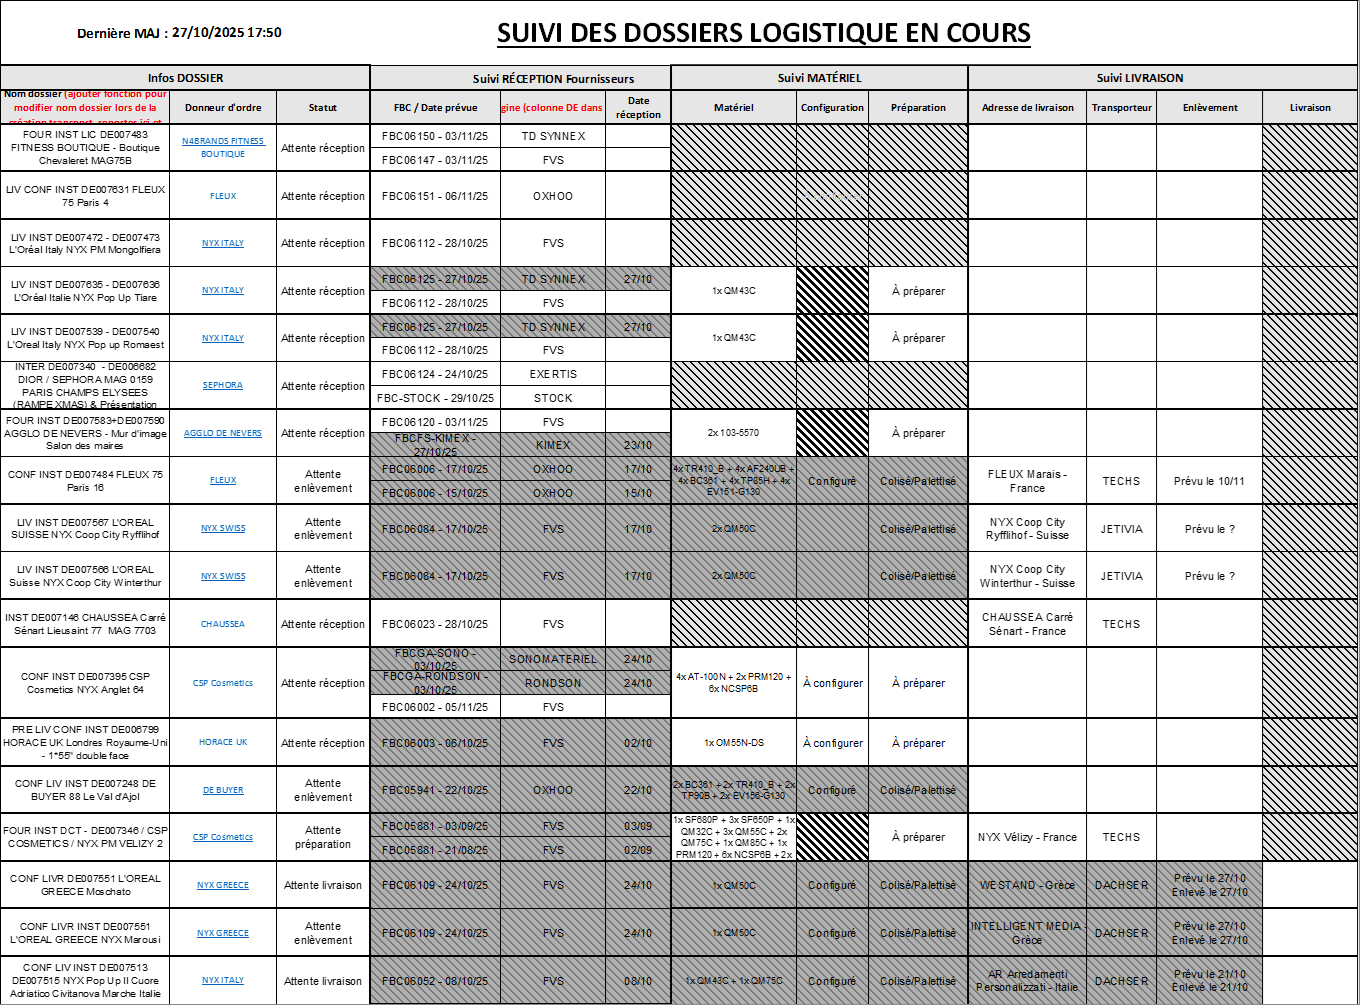 Dernière MAJ : 27/10/2025 17:50
SUIVI DES DOSSIERS LOGISTIQUE EN COURS
Infos DOSSIER
Suivi RÉCEPTION Fournisseurs
Suivi MATÉRIEL
Suivi LIVRAISON
Nom dossier (ajouter fonction pour
modifier nom dossier lors de la
création transport, reporter ici et
Donneur d'ordre
Statut
FBC / Date prévue
gine (colonne DE dans
Date
réception
Matériel
Configuration
Préparation
Adresse de livraison
Transporteur
Enlèvement
Livraison
FOUR INST LIC DE007483
FITNESS BOUTIQUE - Boutique
Chevaleret MAG75B
N4BRANDS FITNESS
BOUTIQUE
Attente réception
FBC06150 - 03/11/25
TD SYNNEX
FBC06147 - 03/11/25
FVS
LIV CONF INST DE007631 FLEUX
75 Paris 4
FLEUX
Attente réception
FBC06151 - 06/11/25
OXHOO
LIV INST DE007472 - DE007473
L'Oréal Italy NYX PM Mongolfiera
NYX ITALY
Attente réception
FBC06112 - 28/10/25
FVS
LIV INST DE007635 - DE007636
L'Oréal Italie NYX Pop Up Tiare
NYX ITALY
Attente réception
FBC06125 - 27/10/25
TD SYNNEX
27/10
FBC06112 - 28/10/25
FVS
1x QM43C
À préparer
LIV INST DE007539 - DE007540
L'Oreal Italy NYX Pop up Romaest
NYX ITALY
Attente réception
FBC06125 - 27/10/25
TD SYNNEX
27/10
FBC06112 - 28/10/25
FVS
1x QM43C
À préparer
INTER DE007340 - DE006682
DIOR / SEPHORA MAG 0159
PARIS CHAMPS ELYSEES
(RAMPE XMAS) & Présentation
SEPHORA
Attente réception
FBC06124 - 24/10/25
EXERTIS
FBC-STOCK - 29/10/25
STOCK
FOUR INST DE007583+DE007590
AGGLO DE NEVERS - Mur d'image
Salon des maires
AGGLO DE NEVERS
Attente réception
FBC06120 - 03/11/25
FVS
FBCFS-KIMEX -
27/10/25
KIMEX
23/10
2x 103-5570
À préparer
CONF INST DE007484 FLEUX 75
Paris 16
FLEUX
Attente
enlèvement
FBC06006 - 17/10/25
OXHOO
17/10
FBC06006 - 15/10/25
OXHOO
15/10
4x TR410_B + 4x AF240UB +
4x BC361 + 4x TP85H + 4x
EV151-G130
Configuré
Colisé/Palettisé
FLEUX Marais -
France
TECHS
Prévu le 10/11
LIV INST DE007567 L'OREAL
SUISSE NYX Coop City Ryfflihof
NYX SWISS
Attente
enlèvement
FBC06084 - 17/10/25
FVS
17/10
2x QM50C
Colisé/Palettisé
NYX Coop City
Ryfflihof - Suisse
JETIVIA
Prévu le ?
LIV INST DE007566 L'OREAL
Suisse NYX Coop City Winterthur
NYX SWISS
Attente
enlèvement
FBC06084 - 17/10/25
FVS
17/10
2x QM50C
Colisé/Palettisé
NYX Coop City
Winterthur - Suisse
JETIVIA
Prévu le ?
INST DE007146 CHAUSSEA Carré
Sénart Lieusaint 77 MAG 7703
CHAUSSEA
Attente réception
FBC06023 - 28/10/25
FVS
CHAUSSEA Carré
Sénart - France
TECHS
CONF INST DE007395 CSP
Cosmetics NYX Anglet 64
CSP Cosmetics
Attente réception
FBCGA-SONO -
03/10/25
SONOMATERIEL
24/10
FBCGA-RONDSON -
03/10/25
RONDSON
24/10
FBC06002 - 05/11/25
FVS
4x AT-100N + 2x PRM120 +
6x NCSP6B
À configurer
À préparer
PRE LIV CONF INST DE006799
HORACE UK Londres Royaume-Uni
- 1*55" double face
HORACE UK
Attente réception
FBC06003 - 06/10/25
FVS
02/10
1x OM55N-DS
À configurer
À préparer
CONF LIV INST DE007248 DE
BUYER 88 Le Val d'Ajol
DE BUYER
Attente
enlèvement
FBC05941 - 22/10/25
OXHOO
22/10
2x BC361 + 2x TR410_B + 2x
TP90B + 2x EV156-G130
Configuré
Colisé/Palettisé
FOUR INST DCT - DE007346 / CSP
COSMETICS / NYX PM VELIZY 2
CSP Cosmetics
Attente
préparation
FBC05881 - 03/09/25
FVS
03/09
FBC05881 - 21/08/25
FVS
02/09
1x SF680P + 3x SF650P + 1x
QM32C + 3x QM55C + 2x
QM75C + 1x QM85C + 1x
PRM120 + 6x NCSP6B + 2x
À préparer
NYX Vélizy - France
TECHS
CONF LIVR DE007551 L'OREAL
GREECE Moschato
NYX GREECE
Attente livraison
FBC06109 - 24/10/25
FVS
24/10
1x QM50C
Configuré
Colisé/Palettisé
WESTAND - Grèce
DACHSER
Prévu le 27/10
Enlevé le 27/10
CONF LIVR INST DE007551
L'OREAL GREECE NYX Marousi
NYX GREECE
Attente
enlèvement
FBC06109 - 24/10/25
FVS
24/10
1x QM50C
Configuré
Colisé/Palettisé
INTELLIGENT MEDIA -
Grèce
DACHSER
Prévu le 27/10
Enlevé le 27/10
CONF LIV INST DE007513
DE007515 NYX Pop Up Il Cuore
Adriatico Civitanova Marche Italie
NYX ITALY
Attente livraison
FBC06052 - 08/10/25
FVS
08/10
1x QM43C + 1x QM75C
Configuré
Colisé/Palettisé
AR Arredamenti
Personalizzati - Italie
DACHSER
Prévu le 21/10
Enlevé le 21/10